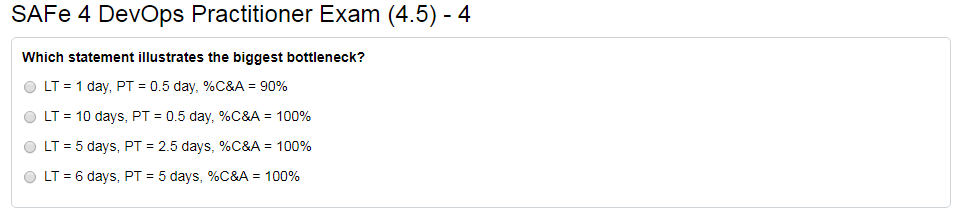 SAFe 4 DevOps Practitioner Exam (4.5) - 4
Which statement illustrates the biggest bottleneck?
LT = 1 day, PT = 0.5 day, %C&A = 90%
LT = 10 days, PT = 0.5 day, %C&A = 100%
LT = 5 days, PT = 2.5 days, %C&A = 100%
LT = 6 days, PT = 5 days, %C&A = 100%